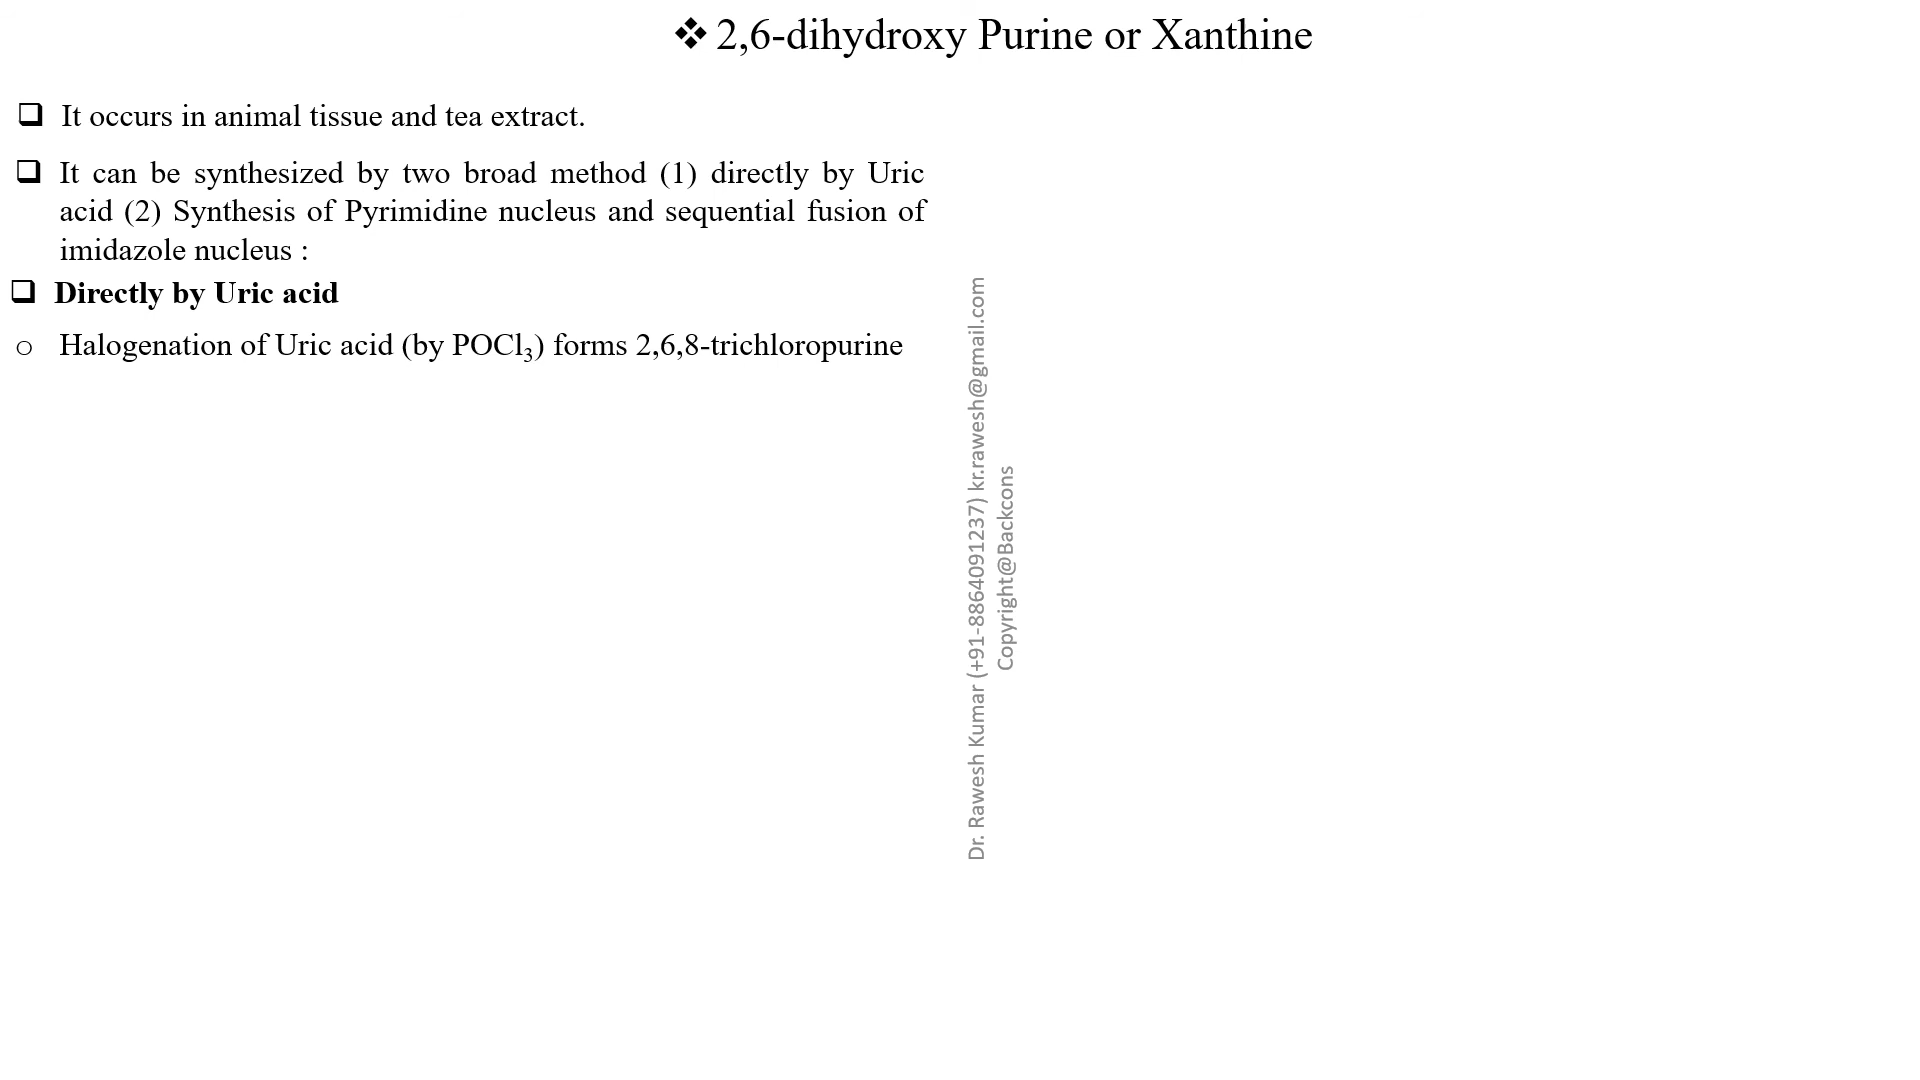 ❖ 2,6-dihydroxy Purine or Xanthine
❑ It occurs in animal tissue and tea extract.
❑ It can be synthesized by two broad method (1) directly by Uric
acid (2) Synthesis of Pyrimidine nucleus and sequential fusion of
imidazole nucleus :
❑ Directly by Uric acid
o Halogenation of Uric acid (by POCl₃) forms 2,6,8-trichloropurine
Dr. Rawesh Kumar (+91-8864091237) kr.rawesh@gmail.com
Copyright@Backcons